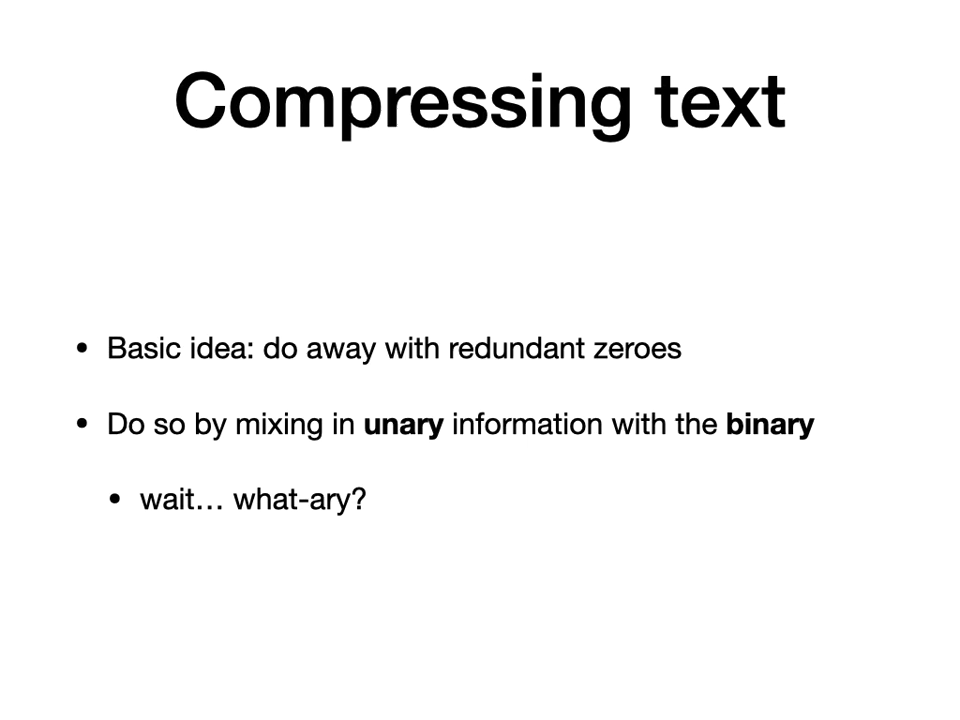 Compressing text
• Basic idea: do away with redundant zeroes
• Do so by mixing in unary information with the binary
• wait… what-ary?